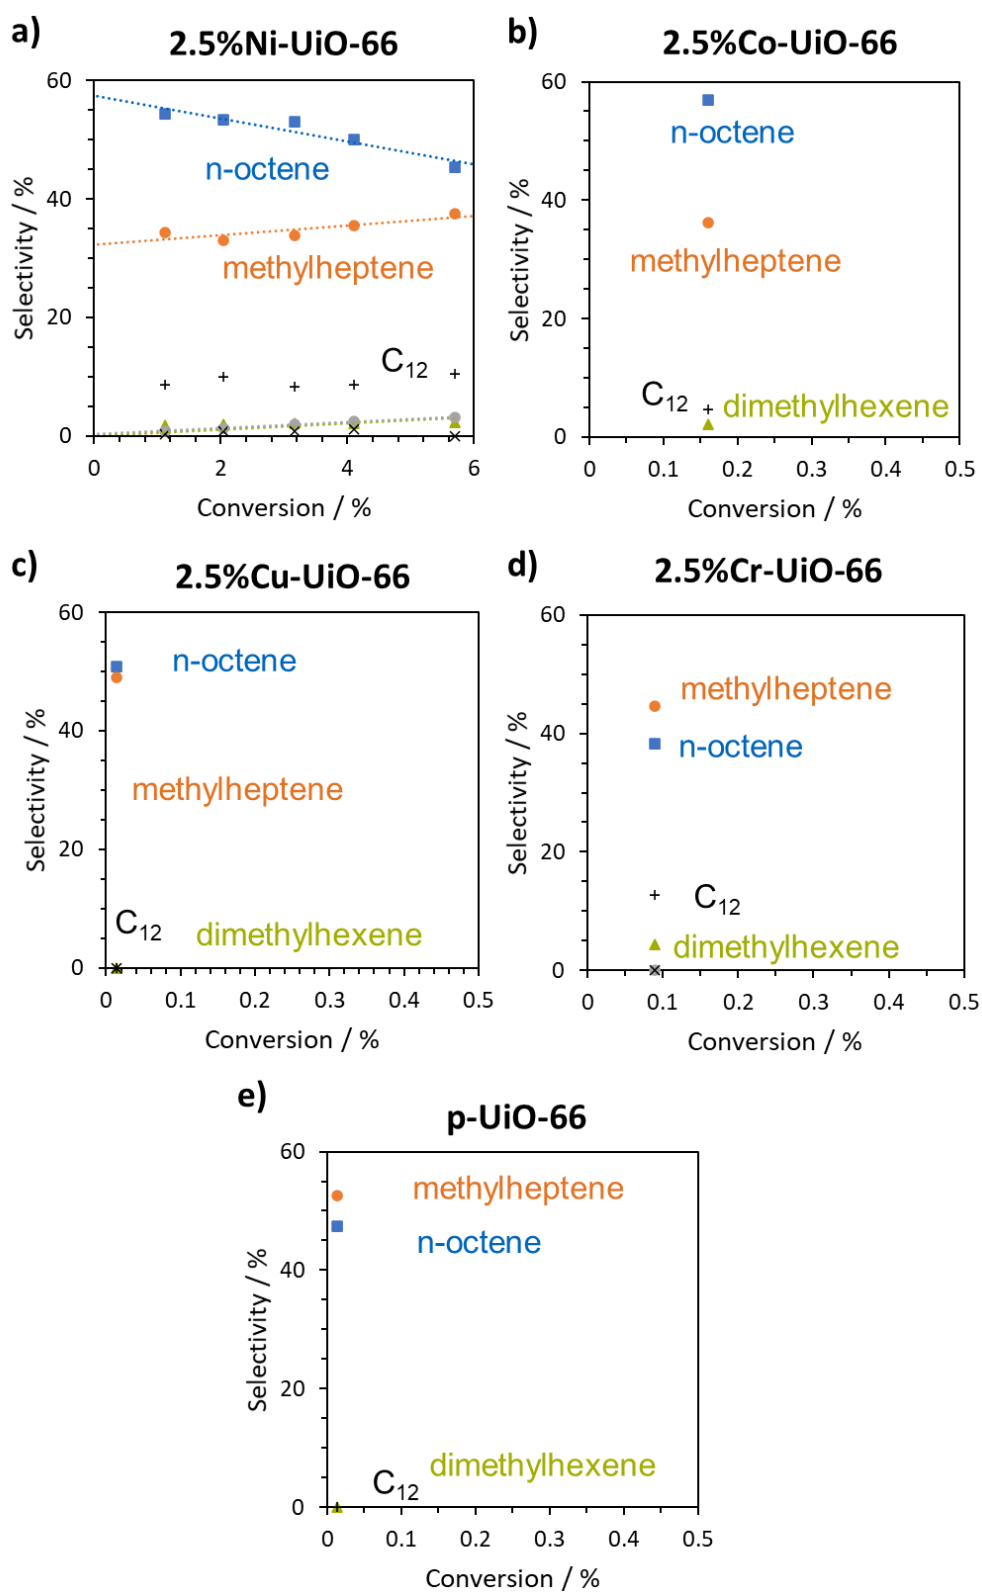 a)
2.5%Ni-UiO-66
60
40
20
0
0
2
4
6
Selectivity / %
Conversion / %
n-octene
methylheptene
C₁₂
b)
2.5%Co-UiO-66
60
40
20
0
0
0.1
0.2
0.3
0.4
0.5
Selectivity / %
Conversion / %
n-octene
methylheptene
C₁₂
dimethylhexene
c)
2.5%Cu-UiO-66
60
40
20
0
0
0.1
0.2
0.3
0.4
0.5
Selectivity / %
Conversion / %
n-octene
methylheptene
C₁₂
dimethylhexene
d)
2.5%Cr-UiO-66
60
40
20
0
0
0.1
0.2
0.3
0.4
0.5
Selectivity / %
Conversion / %
methylheptene
n-octene
C₁₂
dimethylhexene
e)
p-UiO-66
60
40
20
0
0
0.1
0.2
0.3
0.4
0.5
Selectivity / %
Conversion / %
methylheptene
n-octene
dimethylhexene
C₁₂